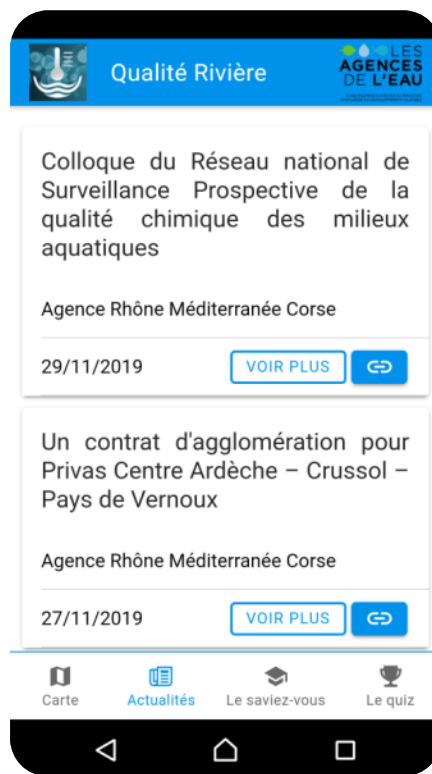 Qualité Rivière
LES
AGENCES
DE L'EAU
Colloque du Réseau national de
Surveillance Prospective de la
qualité chimique des milieux
aquatiques
Agence Rhône Méditerranée Corse
29/11/2019
VOIR PLUS
Un contrat d'agglomération pour
Privas Centre Ardèche – Crussol –
Pays de Vernoux
Agence Rhône Méditerranée Corse
27/11/2019
VOIR PLUS
Carte
Actualités
Le saviez-vous
Le quiz